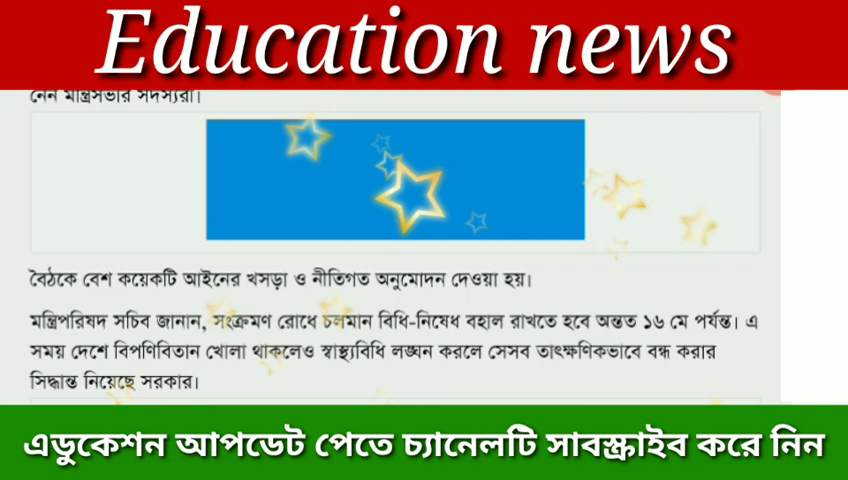 Education news
নেন মন্ত্রিসভার সদস্যরা।
বৈঠকে বেশ কয়েকটি আইনের খসড়া ও নীতিগত অনুমোদন দেওয়া হয়।
মন্ত্রিপরিষদ সচিব জানান, সংক্রমণ রোধে চলমান বিধি-নিষেধ বহাল রাখতে হবে অন্তত ১৬ মে পর্যন্ত। এ
সময় দেশে বিপণিবিতান খোলা থাকলেও স্বাস্থ্যবিধি লঙ্ঘন করলে সেসব তাৎক্ষণিকভাবে বন্ধ করার
সিদ্ধান্ত নিয়েছে সরকার।
এডুকেশন আপডেট পেতে চ্যানেলটি সাবস্ক্রাইব করে নিন